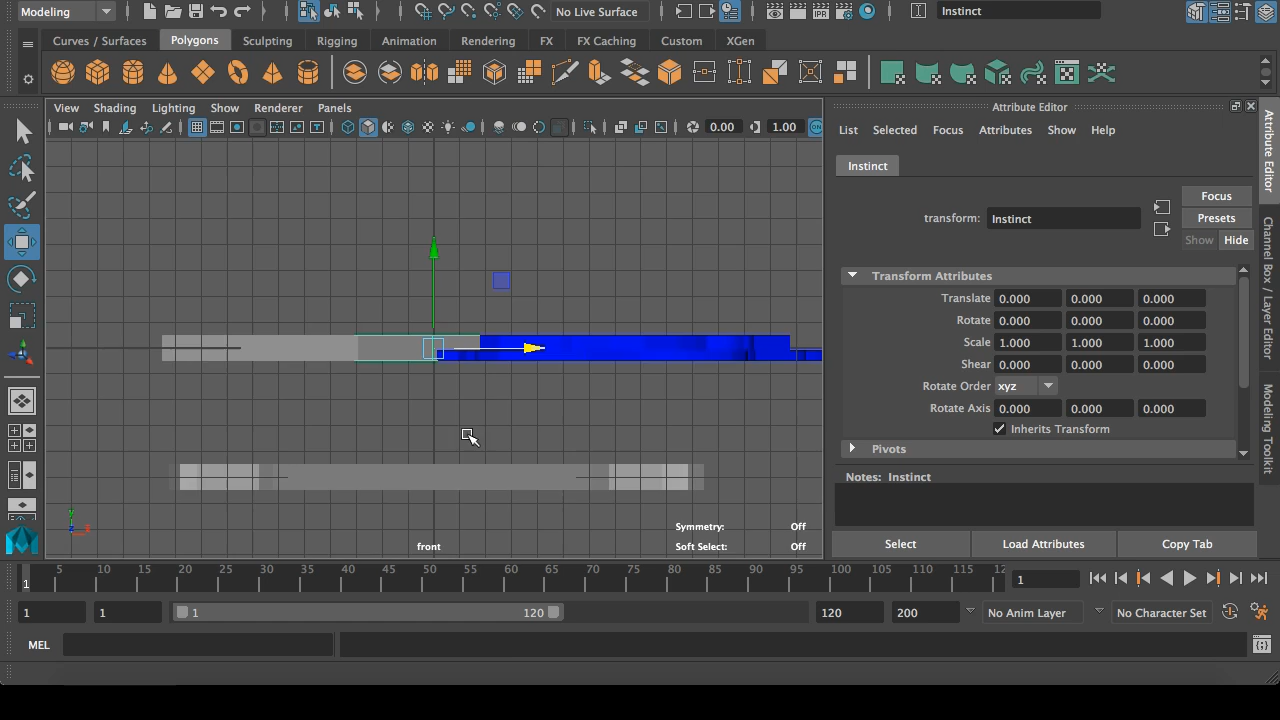 Modeling No Live Surface Instinct
Curves / Surfaces Polygons Sculpting Rigging Animation Rendering FX FX Caching Custom XGen
View Shading Lighting Show Renderer Panels
0.00 1.00 ON
Attribute Editor
List Selected Focus Attributes Show Help
Instinct
Focus
transform: Instinct
Presets
Show Hide
Transform Attributes
Translate 0.000 0.000 0.000
Rotate 0.000 0.000 0.000
Scale 1.000 1.000 1.000
Shear 0.000 0.000 0.000
Rotate Order xyz
Rotate Axis 0.000 0.000 0.000
Inherits Transform
Pivots
Notes: Instinct
Select Load Attributes Copy Tab
Attribute Editor
Channel Box / Layer Editor
Modeling Toolkit
IPR
y
z x
front
Symmetry: Off
Soft Select: Off
1 5 10 15 20 25 30 35 40 45 50 55 60 65 70 75 80 85 90 95 100 105 110 115 12
1
1 1 1 120 120 200 No Anim Layer No Character Set
MEL